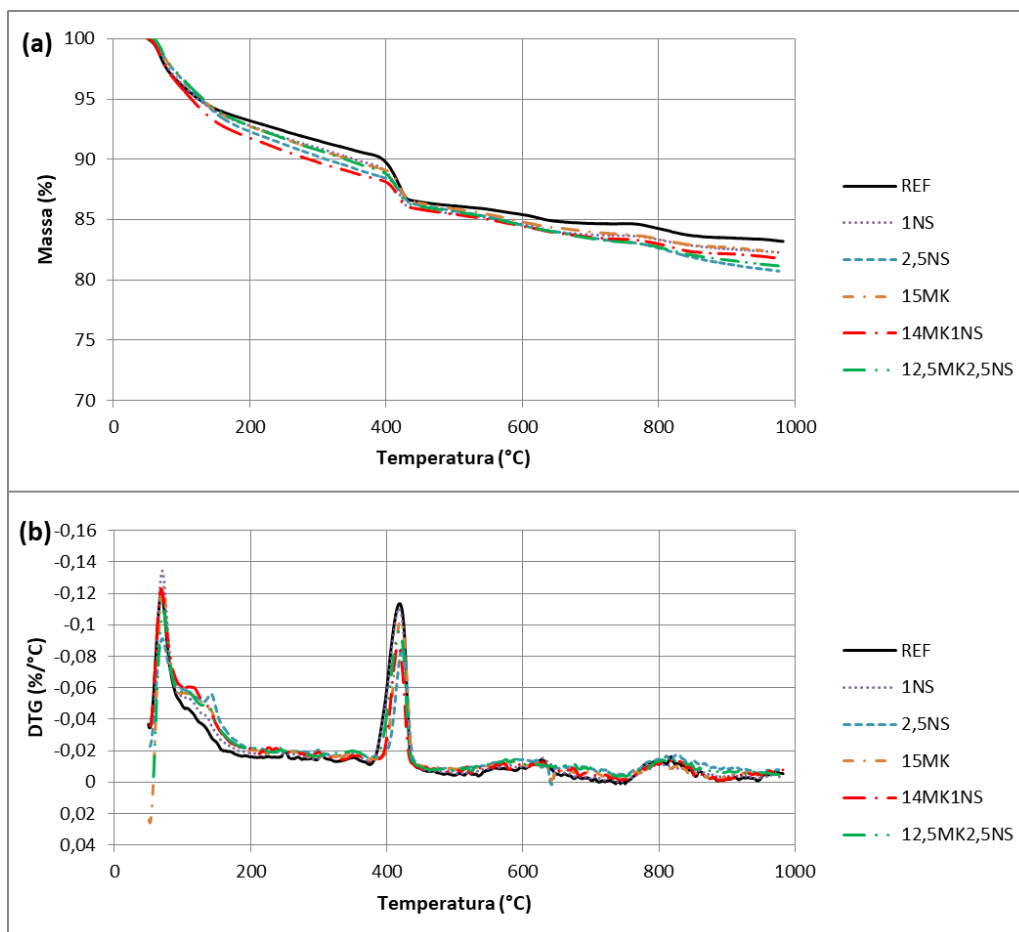 (a)
100
95
90
85
80
75
70
Massa (%)
0 200 400 600 800 1000
Temperatura (°C)
REF
1NS
2,5NS
15MK
14MK1NS
12,5MK2,5NS
(b)
-0,16
-0,14
-0,12
-0,1
-0,08
-0,06
-0,04
-0,02
0
0,02
0,04
DTG (%/°C)
0 200 400 600 800 1000
Temperatura (°C)
REF
1NS
2,5NS
15MK
14MK1NS
12,5MK2,5NS